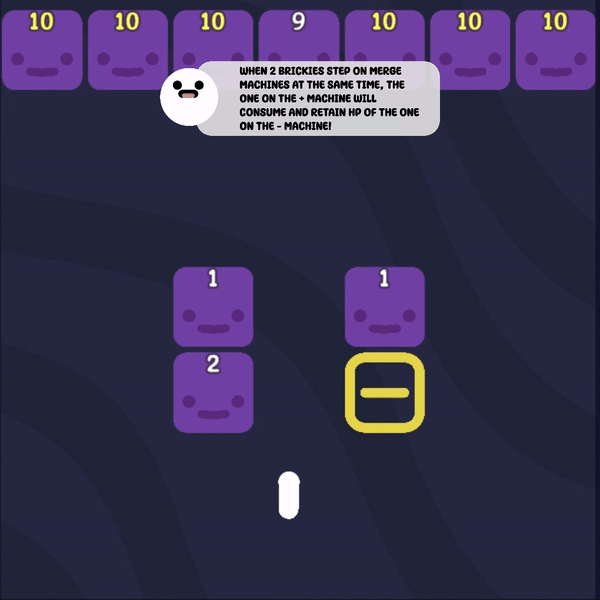 10 10 10 9 10 10 10
WHEN 2 BRICKIES STEP ON MERGE
MACHINES AT THE SAME TIME, THE
ONE ON THE + MACHINE WILL
CONSUME AND RETAIN HP OF THE ONE
ON THE - MACHINE!
1 1
2